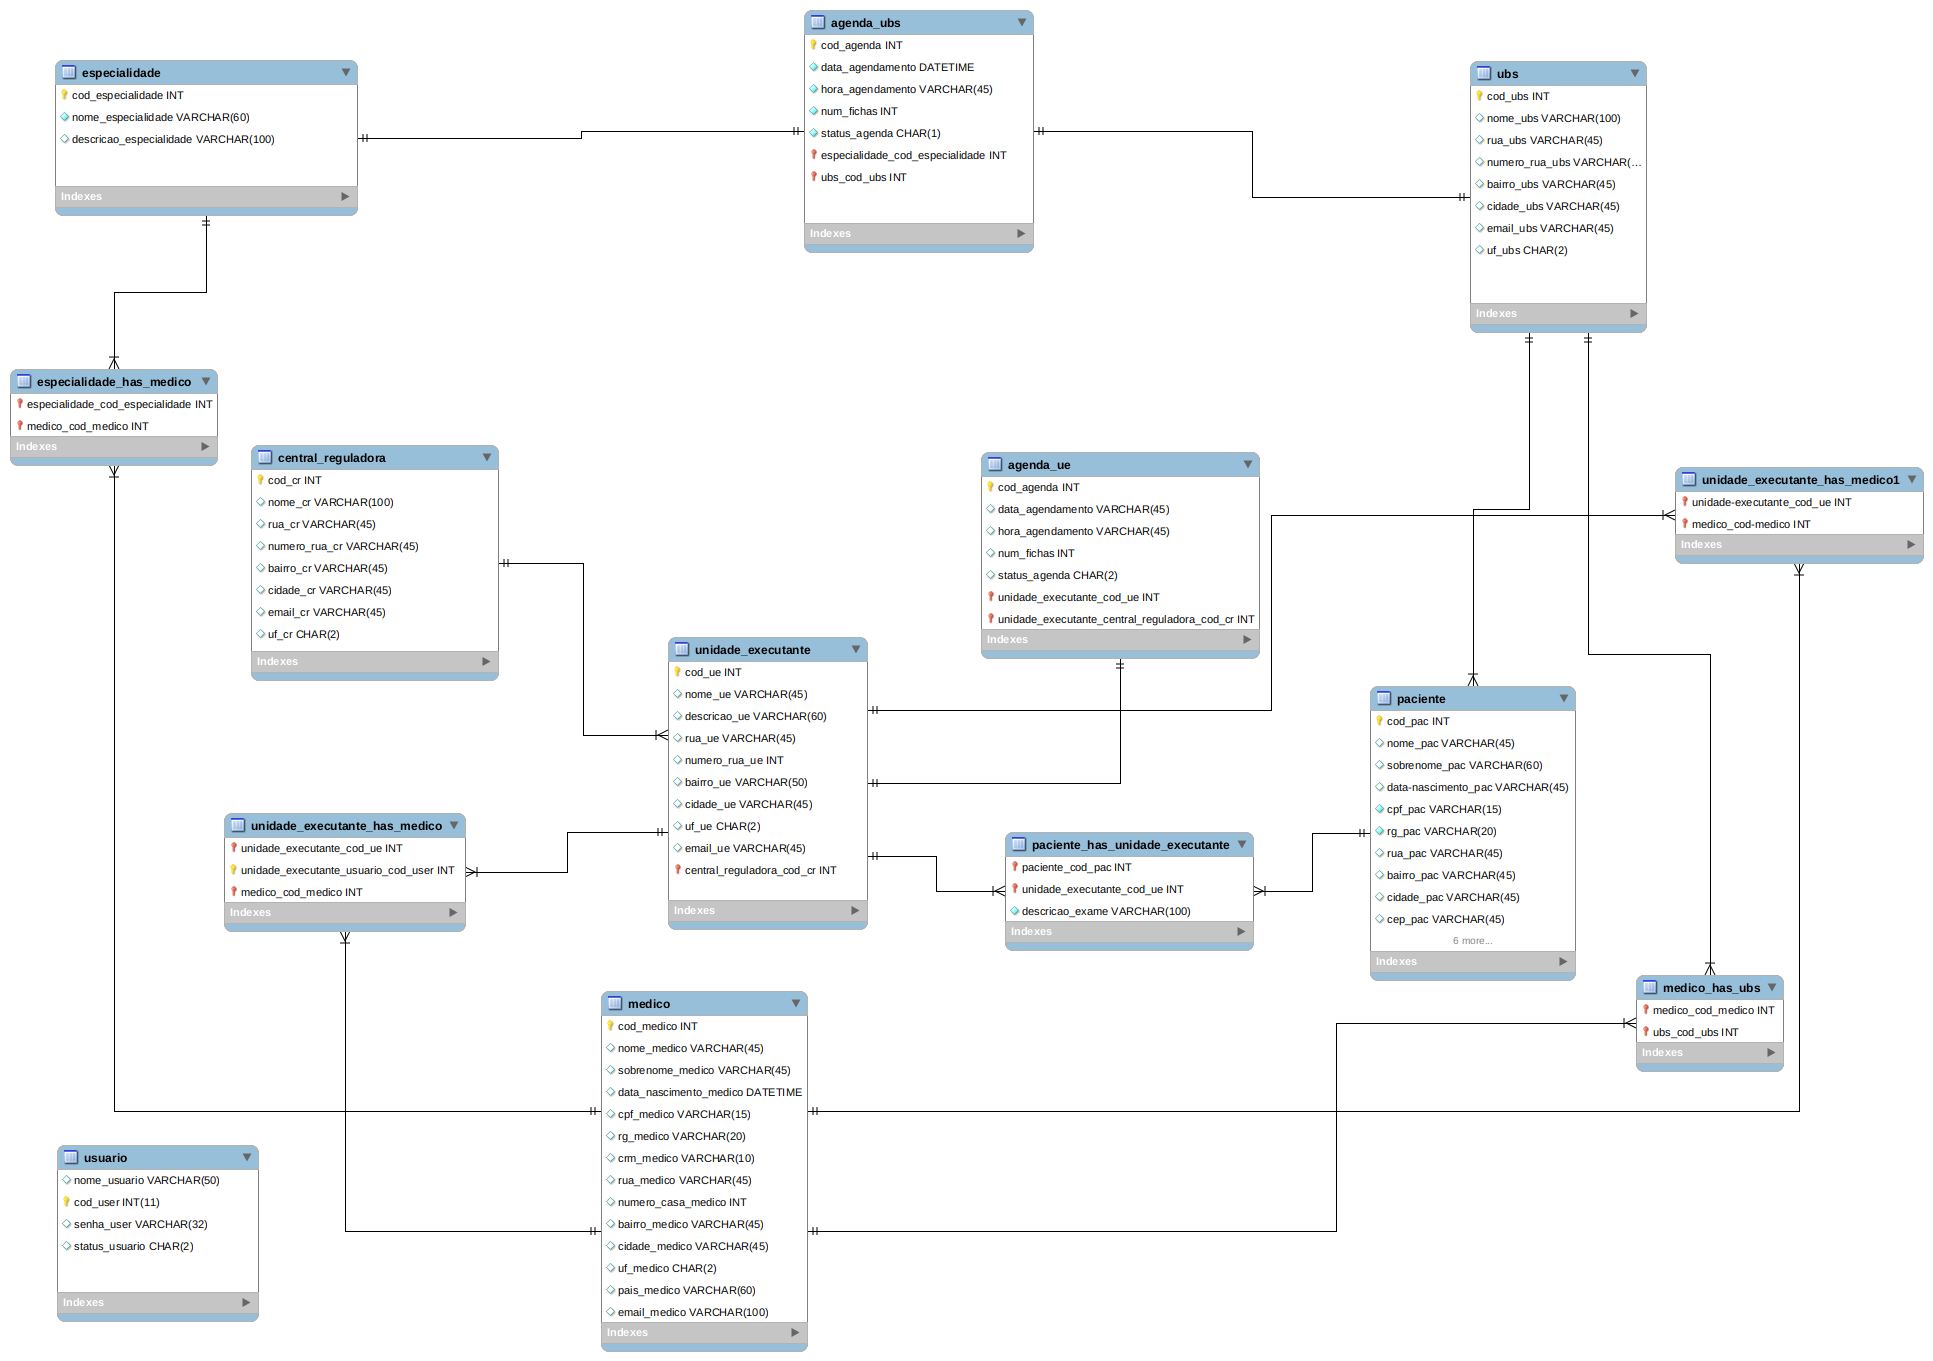 agenda_ubs
cod_agenda INT
data_agendamento DATETIME
hora_agendamento VARCHAR(45)
num_fichas INT
status_agenda CHAR(1)
especialidade_cod_especialidade INT
ubs_cod_ubs INT
Indexes
especialidade
cod_especialidade INT
nome_especialidade VARCHAR(60)
descricao_especialidade VARCHAR(100)
Indexes
ubs
cod_ubs INT
nome_ubs VARCHAR(100)
rua_ubs VARCHAR(45)
numero_rua_ubs VARCHAR(...
bairro_ubs VARCHAR(45)
cidade_ubs VARCHAR(45)
email_ubs VARCHAR(45)
uf_ubs CHAR(2)
Indexes
especialidade_has_medico
especialidade_cod_especialidade INT
medico_cod_medico INT
Indexes
central_reguladora
cod_cr INT
nome_cr VARCHAR(100)
rua_cr VARCHAR(45)
numero_rua_cr VARCHAR(45)
bairro_cr VARCHAR(45)
cidade_cr VARCHAR(45)
email_cr VARCHAR(45)
uf_cr CHAR(2)
Indexes
agenda_ue
cod_agenda INT
data_agendamento VARCHAR(45)
hora_agendamento VARCHAR(45)
num_fichas INT
status_agenda CHAR(2)
unidade_executante_cod_ue INT
unidade_executante_central_reguladora_cod_cr INT
Indexes
unidade_executante_has_medico1
unidade-executante_cod_ue INT
medico_cod-medico INT
Indexes
unidade_executante
cod_ue INT
nome_ue VARCHAR(45)
descricao_ue VARCHAR(60)
rua_ue VARCHAR(45)
numero_rua_ue INT
bairro_ue VARCHAR(50)
cidade_ue VARCHAR(45)
uf_ue CHAR(2)
email_ue VARCHAR(45)
central_reguladora_cod_cr INT
Indexes
paciente
cod_pac INT
nome_pac VARCHAR(45)
sobrenome_pac VARCHAR(60)
data-nascimento_pac VARCHAR(45)
cpf_pac VARCHAR(15)
rg_pac VARCHAR(20)
rua_pac VARCHAR(45)
bairro_pac VARCHAR(45)
cidade_pac VARCHAR(45)
cep_pac VARCHAR(45)
6 more...
Indexes
unidade_executante_has_medico
unidade_executante_cod_ue INT
unidade_executante_usuario_cod_user INT
medico_cod_medico INT
Indexes
paciente_has_unidade_executante
paciente_cod_pac INT
unidade_executante_cod_ue INT
descricao_exame VARCHAR(100)
Indexes
medico_has_ubs
medico_cod_medico INT
ubs_cod_ubs INT
Indexes
medico
cod_medico INT
nome_medico VARCHAR(45)
sobrenome_medico VARCHAR(45)
data_nascimento_medico DATETIME
cpf_medico VARCHAR(15)
rg_medico VARCHAR(20)
crm_medico VARCHAR(10)
rua_medico VARCHAR(45)
numero_casa_medico INT
bairro_medico VARCHAR(45)
cidade_medico VARCHAR(45)
uf_medico CHAR(2)
pais_medico VARCHAR(60)
email_medico VARCHAR(100)
Indexes
usuario
nome_usuario VARCHAR(50)
cod_user INT(11)
senha_user VARCHAR(32)
status_usuario CHAR(2)
Indexes